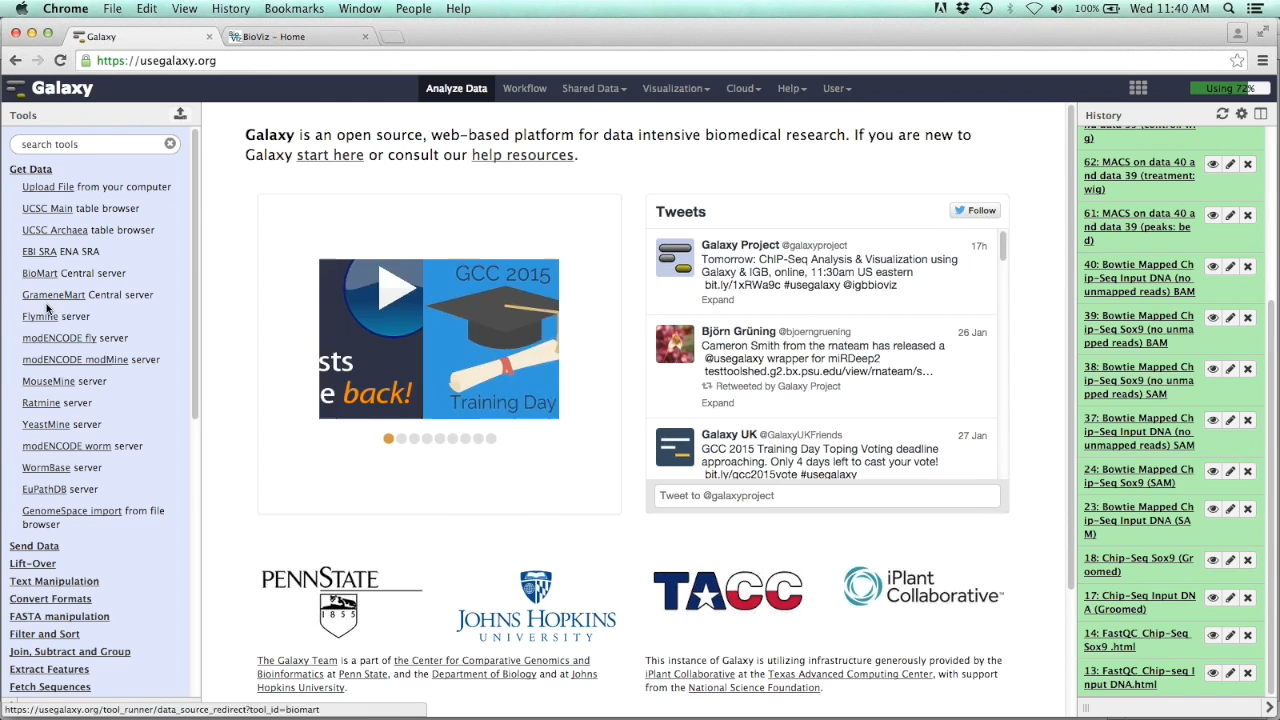 Chrome File Edit View History Bookmarks Window People Help 100% Wed 11:40 AM
Galaxy
BioViz - Home
https://usegalaxy.org
Galaxy Analyze Data Workflow Shared Data Visualization Cloud Help User Using 72%
Tools
search tools
Get Data
Upload File from your computer
UCSC Main table browser
UCSC Archaea table browser
EBI SRA ENA SRA
BioMart Central server
GrameneMart Central server
Flymine server
modENCODE fly server
modENCODE modMine server
MouseMine server
Ratmine server
YeastMine server
modENCODE worm server
WormBase server
EuPathDB server
GenomeSpace import from file
browser
Send Data
Lift-Over
Text Manipulation
Convert Formats
FASTA manipulation
Filter and Sort
Join, Subtract and Group
Extract Features
Fetch Sequences
https://usegalaxy.org/tool_runner/data_source_redirect?tool_id=biomart
Galaxy is an open source, web-based platform for data intensive biomedical research. If you are new to
Galaxy start here or consult our help resources.
sts
e back!
GCC 2015
Training Day
Tweets
Follow
Galaxy Project @galaxyproject 17h
Tomorrow: ChIP-Seq Analysis & Visualization using
Galaxy & IGB, online, 11:30am US eastern
bit.ly/1xRWa9c #usegalaxy @igbbioviz
Expand
Björn Grüning @bjoerngruening 26 Jan
Cameron Smith from the mateam has released a
@usegalaxy wrapper for miRDeep2
testtoolshed.g2.bx.psu.edu/view/rnateam/s…
Retweeted by Galaxy Project
Expand
Galaxy UK @GalaxyUKFriends 27 Jan
GCC 2015 Training Day Toping Voting deadline
approaching. Only 4 days left to cast your vote!
bit.ly/gcc2015vote #usegalaxy
Tweet to @galaxyproject
PENNSTATE
1855
JOHNS HOPKINS
UNIVERSITY
TACC
iPlant
Collaborative™
The Galaxy Team is a part of the Center for Comparative Genomics and
Bioinformatics at Penn State, and the Department of Biology and at Johns
Hopkins University.
This instance of Galaxy is utilizing infrastructure generously provided by the
iPlant Collaborative at the Texas Advanced Computing Center, with support
from the National Science Foundation.
History
g)
62: MACS on data 40 a
nd data 39 (treatment:
wig)
61: MACS on data 40 a
nd data 39 (peaks: be
d)
40: Bowtie Mapped Ch
ip-Seq Input DNA (no
unmapped reads) BAM
39: Bowtie Mapped Ch
ip-Seq Sox9 (no unma
pped reads) BAM
38: Bowtie Mapped Ch
ip-Seq Sox9 (no unma
pped reads) SAM
37: Bowtie Mapped Ch
ip-Seq Input DNA (no
unmapped reads) SAM
24: Bowtie Mapped Ch
ip-Seq Sox9 (SAM)
23: Bowtie Mapped Ch
ip-Seq Input DNA (SA
M)
18: Chip-Seq Sox9 (Gr
oomed)
17: Chip-Seq Input DN
A (Groomed)
14: FastQC_Chip-Seq_
Sox9_.html
13: FastQC_Chip-seq I
nput DNA.html